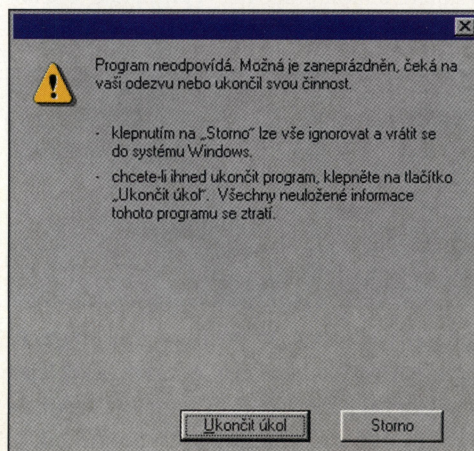 Program neodpovídá. Možná je zaneprázdněn, čeká na
vaši odezvu nebo ukončil svou činnost.
- klepnutím na „Storno“ lze vše ignorovat a vrátit se
do systému Windows.
- chcete-li ihned ukončit program, klepněte na tlačítko
„Ukončit úkol“. Všechny neuložené informace
tohoto programu se ztratí.
Ukončit úkol
Storno